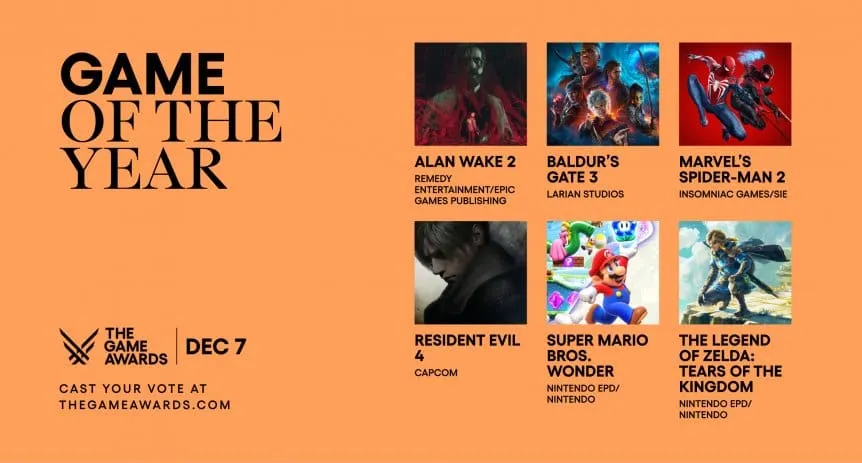 GAME
OF THE
YEAR
ALAN WAKE 2
REMEDY
ENTERTAINMENT/EPIC
GAMES PUBLISHING
BALDUR'S
GATE 3
LARIAN STUDIOS
MARVEL'S
SPIDER-MAN 2
INSOMNIAC GAMES/SIE
RESIDENT EVIL
4
CAPCOM
SUPER MARIO
BROS.
WONDER
NINTENDO EPD/
NINTENDO
THE LEGEND
OF ZELDA:
TEARS OF THE
KINGDOM
NINTENDO EPD/
NINTENDO
THE
GAME
AWARDS
DEC 7
CAST YOUR VOTE AT
THEGAMEAWARDS.COM